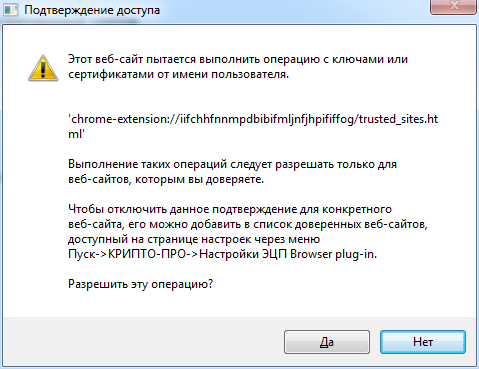 Подтверждение доступа
Этот веб-сайт пытается выполнить операцию с ключами или
сертификатами от имени пользователя.
'chrome-extension://iifchhfnnmpdbibifmljnfjhpififfog/trusted_sites.ht
ml'
Выполнение таких операций следует разрешать только для
веб-сайтов, которым вы доверяете.
Чтобы отключить данное подтверждение для конкретного
веб-сайта, его можно добавить в список доверенных веб-сайтов,
доступный на странице настроек через меню
Пуск->КРИПТО-ПРО->Настройки ЭЦП Browser plug-in.
Разрешить эту операцию?
Да
Нет